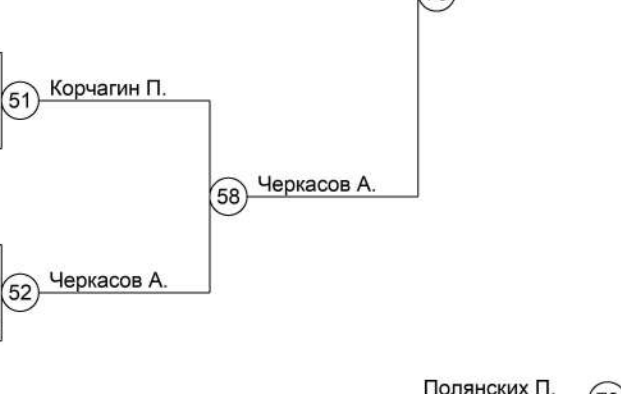 51
Корчагин П.
58
Черкасов А.
52
Черкасов А.
Полянских П.